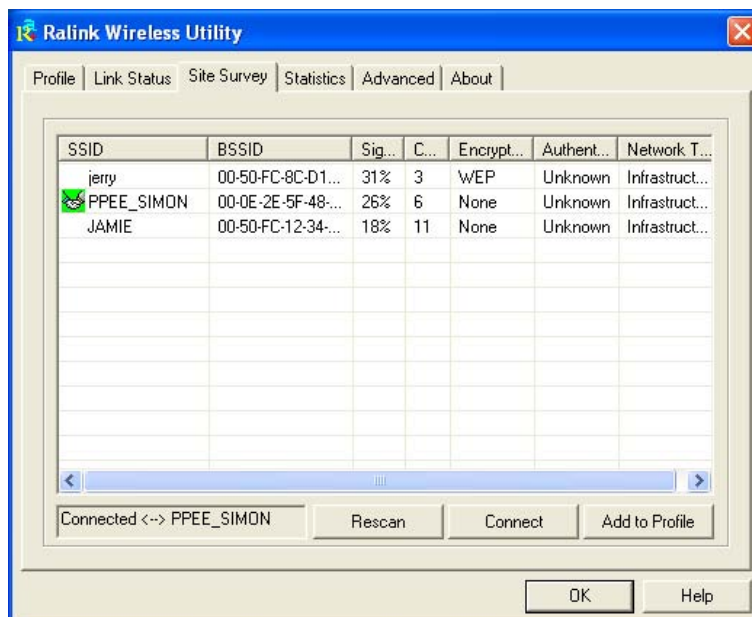 Ralink Wireless Utility
Profile Link Status Site Survey Statistics Advanced About
SSID BSSID Sig... C... Encrypt... Authent... Network T...
jerry 00-50-FC-8C-D1... 31% 3 WEP Unknown Infrastruct...
PPEE_SIMON 00-0E-2E-5F-48-... 26% 6 None Unknown Infrastruct...
JAMIE 00-50-FC-12-34-... 18% 11 None Unknown Infrastruct...
Connected <--> PPEE_SIMON Rescan Connect Add to Profile
OK Help